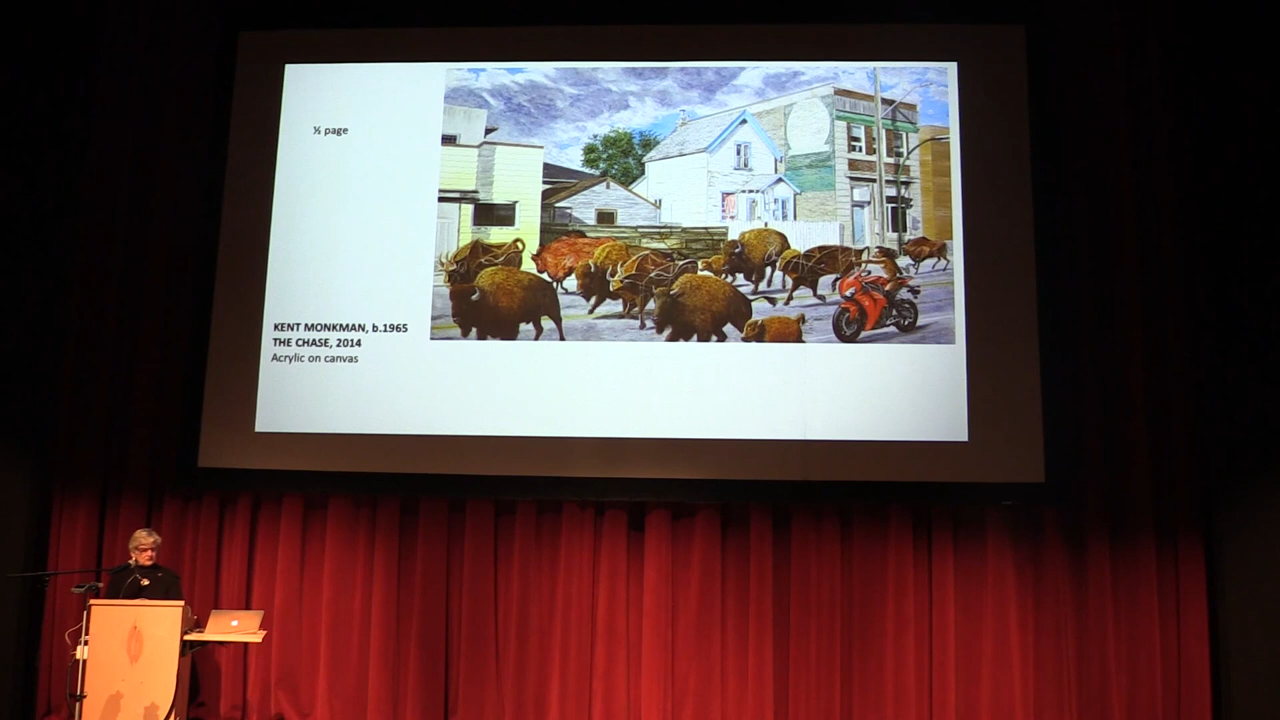 ½ page
KENT MONKMAN, b.1965
THE CHASE, 2014
Acrylic on canvas